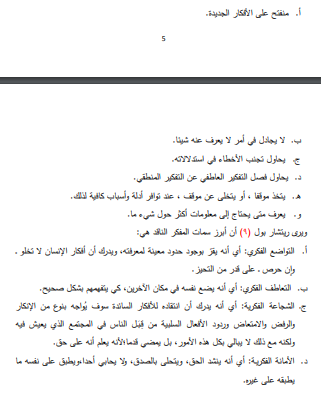 أ. منفتح على الأفكار الجديدة.
5
ب. لا يجادل في أمر لا يعرف عنه شيئا.
ج. يحاول تجنب الأخطاء في استدلالاته.
د. يحاول فصل التفكير العاطفي عن التفكير المنطقي.
هـ. يتخذ موقفا ، أو يتخلى عن موقف ، عند توافر أدلة وأسباب كافية لذلك.
و. يعرف متى يحتاج إلى معلومات أكثر حول شيء ما.
ويرى ريتشار بول (٩) أن أبرز سمات المفكر الناقد هي:
أ. التواضع الفكري: أي أنه يقرّ بوجود حدود معينة لمعرفته، ويدرك أن أفكار الإنسان لا تخلو ـ
وإن حرص ـ على قدر من التحيز.
ب. التعاطف الفكري: أي أنه يضع نفسه في مكان الآخرين، كي يتفهمهم بشكل صحيح.
ج. الشجاعة الفكرية: أي أنه يدرك أن انتقاده للأفكار السائدة سوف يُواجه بنوع من الإنكار
والرفض والامتعاض وردود الأفعال السلبية من قِبَل الناس في المجتمع الذي يعيش فيه
ولكنه مع ذلك لا يبالي بكل هذه الأمور، بل يمضي قدما؛لأنه يعلم أنه على حق.
د. الأمانة الفكرية: أي أنه ينشد الحق، ويتحلى بالصدق، ولا يحابي أحدا،ويطبق على نفسه ما
يطبقه على غيره.